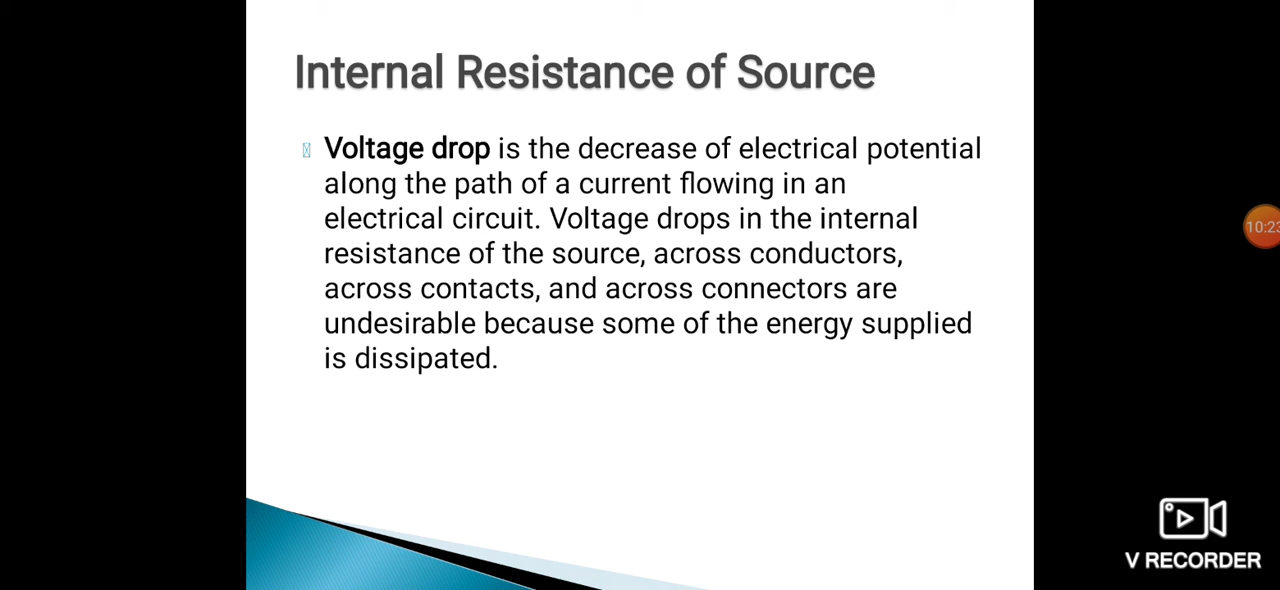 Internal Resistance of Source
Voltage drop is the decrease of electrical potential
along the path of a current flowing in an
electrical circuit. Voltage drops in the internal
resistance of the source, across conductors,
across contacts, and across connectors are
undesirable because some of the energy supplied
is dissipated.
10:23
V RECORDER